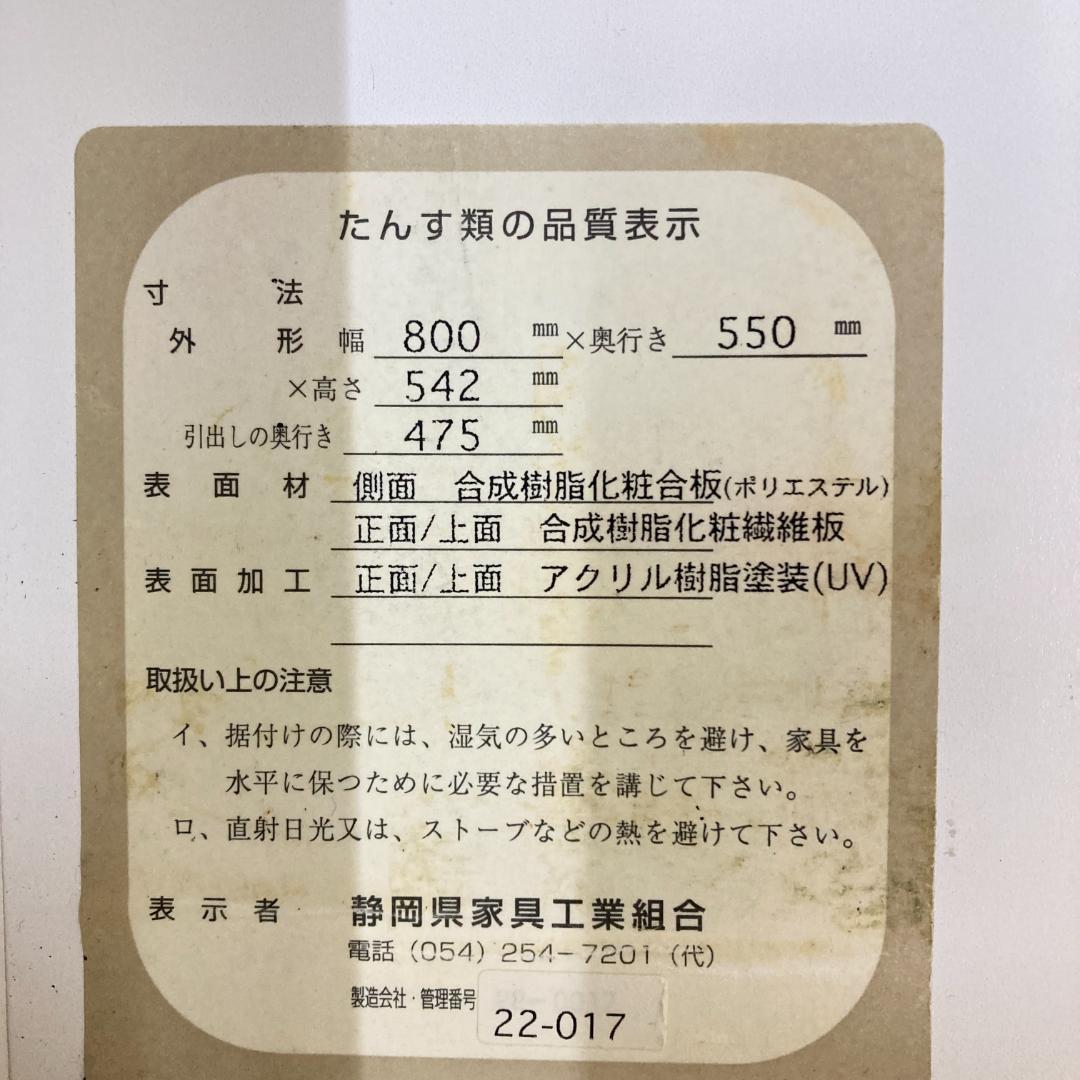 たんす類の品質表示
寸法
外形 幅 800 mm ×奥行き 550 mm
×高さ 542 mm
引出しの奥行き 475 mm
表面材 側面 合成樹脂化粧合板(ポリエステル)
正面/上面 合成樹脂化粧繊維板
表面加工 正面/上面 アクリル樹脂塗装(UV)
取扱い上の注意
イ、据付けの際には、湿気の多いところを避け、家具を
水平に保つために必要な措置を講じて下さい。
ロ、直射日光又は、ストーブなどの熱を避けて下さい。
表示者 静岡県家具工業組合
電話 (054) 254-7201 (代)
製造会社・管理番号 22-017